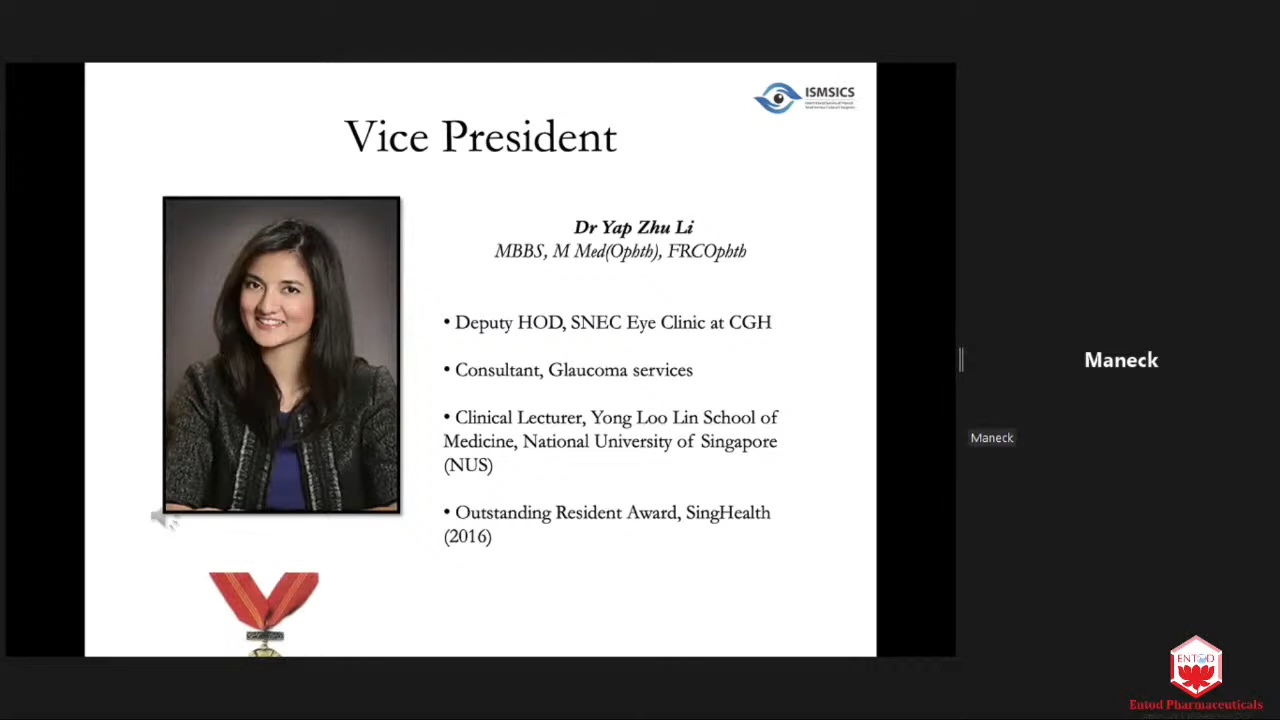 ISMSICS
Vice President
Dr Yap Zhu Li
MBBS, M Med(Ophth), FRCOphth
• Deputy HOD, SNEC Eye Clinic at CGH
• Consultant, Glaucoma services
• Clinical Lecturer, Yong Loo Lin School of
Medicine, National University of Singapore
(NUS)
• Outstanding Resident Award, SingHealth
(2016)
Maneck
Maneck
ENTOD
Entod Pharmaceuticals